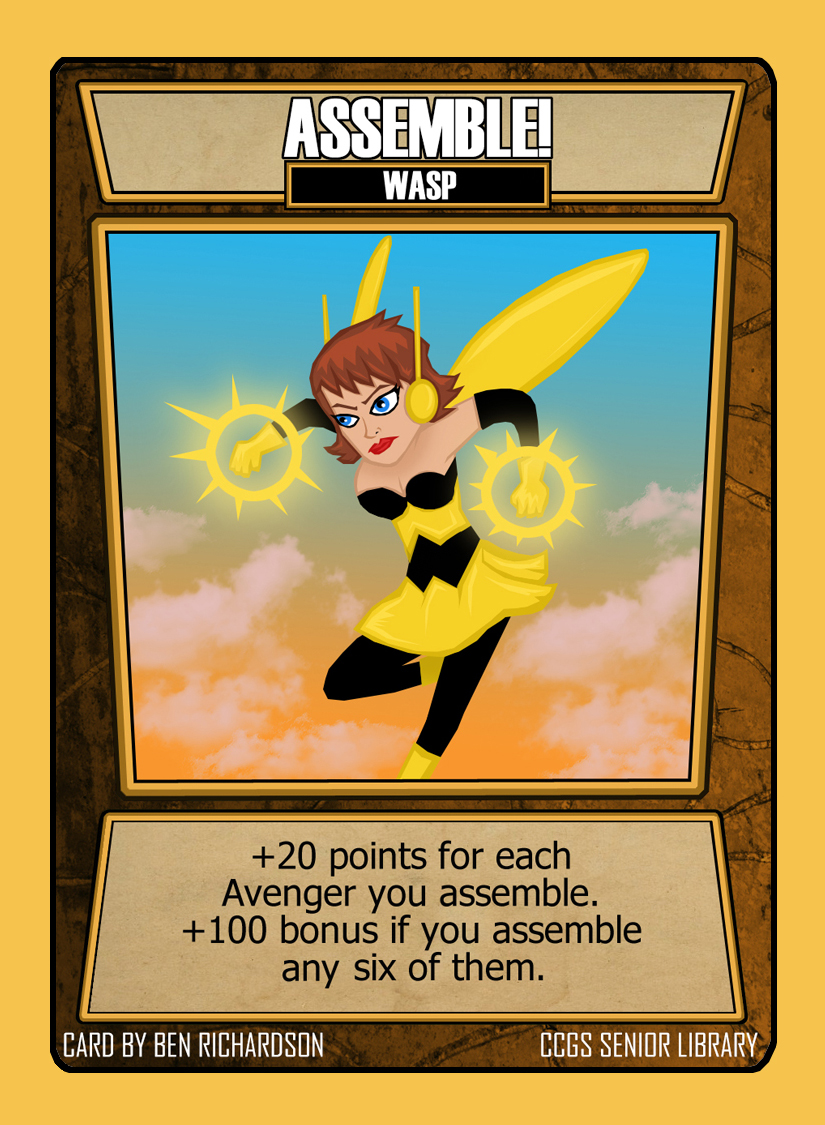 ASSEMBLE!
WASP
+20 points for each
Avenger you assemble.
+100 bonus if you assemble
any six of them.
CARD BY BEN RICHARDSON
CCGS SENIOR LIBRARY